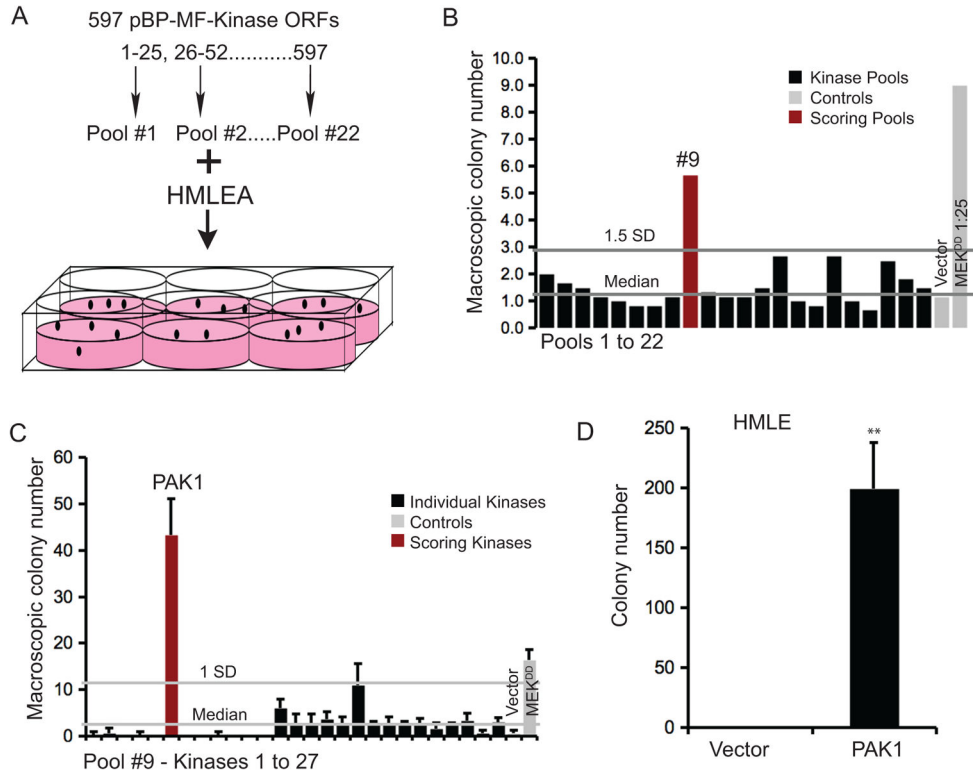 A
597 pBP-MF-Kinase ORFs
1-25, 26-52...........597
Pool #1 Pool #2.....Pool #22
+
HMLEA
B
Macroscopic colony number
10.0
9.0
8.0
7.0
6.0
5.0
4.0
3.0
2.0
1.0
0.0
Kinase Pools
Controls
Scoring Pools
#9
1.5 SD
Median
Vector
MEKDD 1:25
Pools 1 to 22
C
Macroscopic colony number
60
50
40
30
20
10
0
PAK1
Individual Kinases
Controls
Scoring Kinases
1 SD
Median
Vector
MEKDD
Pool #9 - Kinases 1 to 27
D
HMLE
Colony number
250
200
150
100
50
0
**
Vector PAK1